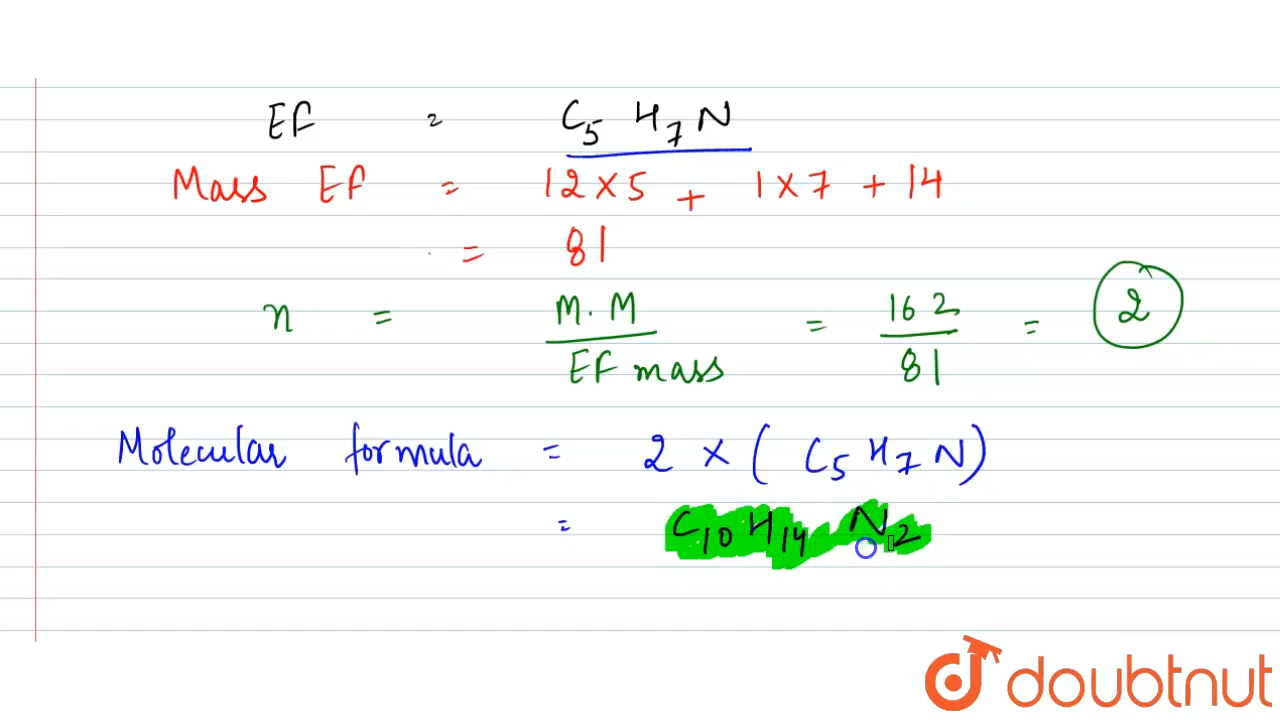 EF = C₅ H₇ N
Mass EF = 12 × 5 + 1 × 7 + 14
= 81
n = M. M / EF mass = 162 / 81 = 2
Molecular formula = 2 × ( C₅ H₇ N)
= C₁₀ H₁₄ N₂
doubtnut